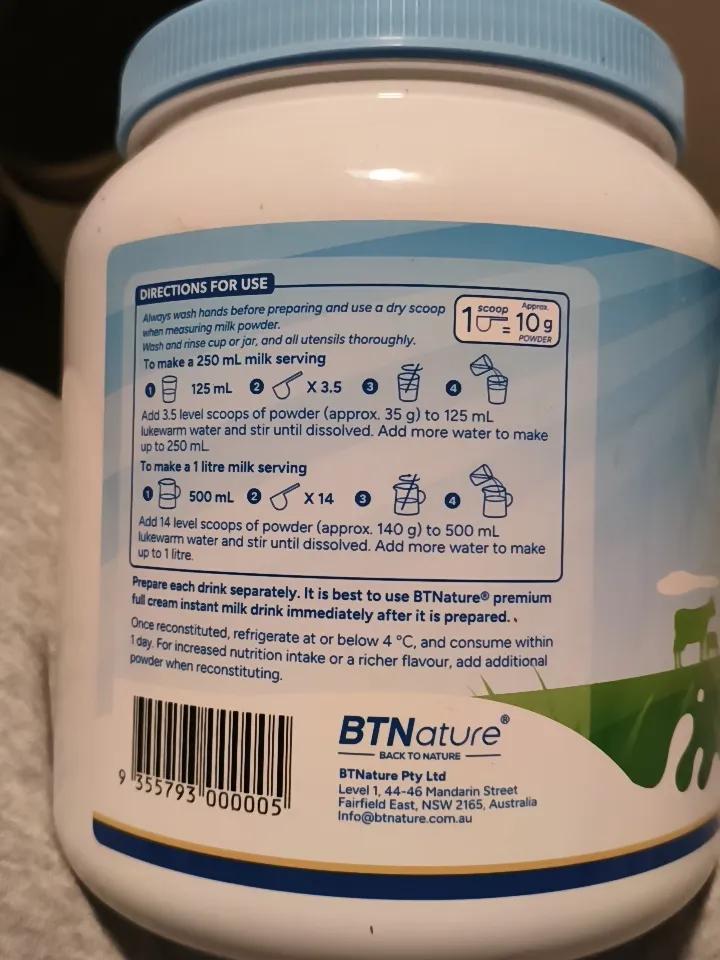 DIRECTIONS FOR USE
Always wash hands before preparing and use a dry scoop
when measuring milk powder.
Wash and rinse cup or jar, and all utensils thoroughly.
1 SCOOP = Approx. 10g POWDER
To make a 250 mL milk serving
1 125 mL 2 X 3.5 3 4
Add 3.5 level scoops of powder (approx. 35 g) to 125 mL
lukewarm water and stir until dissolved. Add more water to make
up to 250 mL.
To make a 1 litre milk serving
1 500 mL 2 X 14 3 4
Add 14 level scoops of powder (approx. 140 g) to 500 mL
lukewarm water and stir until dissolved. Add more water to make
up to 1 litre.
Prepare each drink separately. It is best to use BTNature® premium
full cream instant milk drink immediately after it is prepared.
Once reconstituted, refrigerate at or below 4 °C, and consume within
1 day. For increased nutrition intake or a richer flavour, add additional
powder when reconstituting.
9 355793 000005
BTNature®
BACK TO NATURE
BTNature Pty Ltd
Level 1, 44-46 Mandarin Street
Fairfield East, NSW 2165, Australia
Info@btnature.com.au